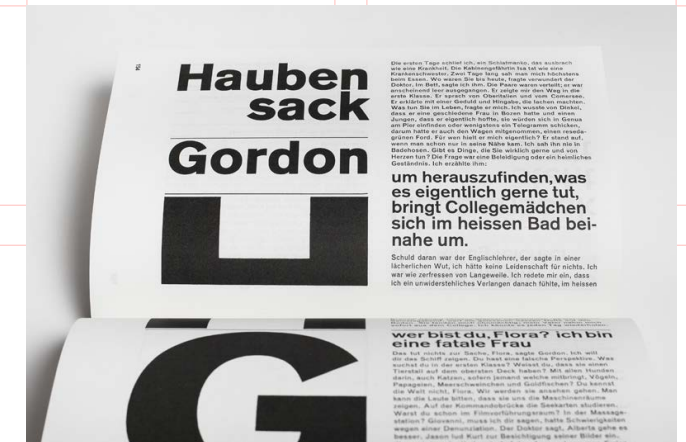 Hauben
sack
Gordon
Die ersten Tage schlief ich, ein Schlafmanko, das ausbrach
wie eine Krankheit. Die Kabinengefährtin Iva tat wie eine
Krankenschwester. Zwei Tage lang sah man mich höchstens
beim Essen. Wo waren Sie bis heute, fragte verwundert der
Doktor. Im Bett, sagte ich ihm. Die Paare waren verteilt; er war
anscheinend leer ausgegangen. Er zeigte mir den Weg in die
erste Klasse. Er sprach von Oberitalien und vom Comersee.
Er erklärte mit einer Geduld und Hingabe, die lachen machten.
Was tun Sie im Leben, fragte er mich. Ich wusste von Dinkel,
dass er eine geschiedene Frau in Bozen hatte und einen
Jungen, dass er eigentlich hoffte, sie würden sich in Genua
am Pier einfinden oder wenigstens ein Telegramm schicken,
darum hatte er auch den Wagen mitgenommen, einen resede-
grünen Ford. Für wen hielt er mich eigentlich? Er stand,
wenn man schon nur in seine Nähe kam. Ich sah ihn nie in
Badehosen. Gibt es Dinge, die Sie wirklich gerne und von
Herzen tun? Die Frage war eine Beleidigung oder ein heimliches
Geständnis. Ich erzählte ihm:
um herauszufinden, was
es eigentlich gerne tut,
bringt Collegemädchen
sich im heissen Bad bei-
nahe um.
Schuld daran war der Englischlehrer, der sagte in einer
lächerlichen Wut, ich hätte keine Leidenschaft für nichts. Ich
war wie zerfressen von Langeweile. Ich redete mir ein, dass
ich ein unwiderstehliches Verlangen danach fühlte, im heissen
G
wer bist du, Flora? ich bin
eine fatale Frau
Das tut nichts zur Sache, Flora, sagte Gordon. Ich will
dir das Schiff zeigen. Du hast eine falsche Perspektive. Was
suchst du in der ersten Klasse? Weisst du, dass sie einen
Tierstall auf dem obersten Deck haben? Mit allen Hunden
darin, auch Katzen, sofern jemand welche mitbringt, Vögeln,
Papageien, Meerschweinchen und Goldfischen? Du kennst
die Welt nicht, Flora. Wir werden sie ansehen gehen. Man
kann die Leute bitten, dass sie uns die Maschinenräume
zeigen. Auf der Kommandobrücke die Seekarten studieren.
Warst du schon im Filmvorführungsraum? In der Massage-
station? Giovanni, muss ich dir sagen, hatte Schwierigkeiten
wegen einer Denunziation. Der Doktor sagt, Alberta gehe es
besser. Jason lud Kurt zur Besichtigung seiner Bilder ein.